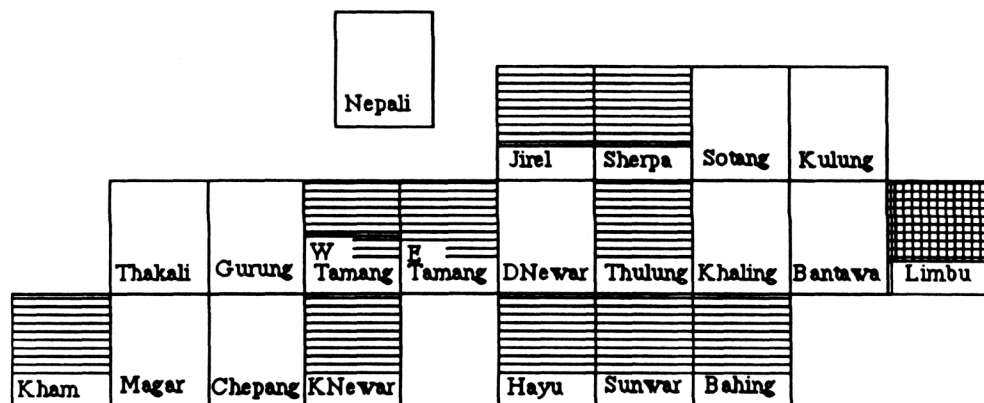 Nepali
Jirel Sherpa Sotang Kulung
Thakali Gurung W Tamang E Tamang DNewar Thulung Khaling Bantawa Limbu
Kham Magar Chepang KNewar Hayu Sunwar Bahing